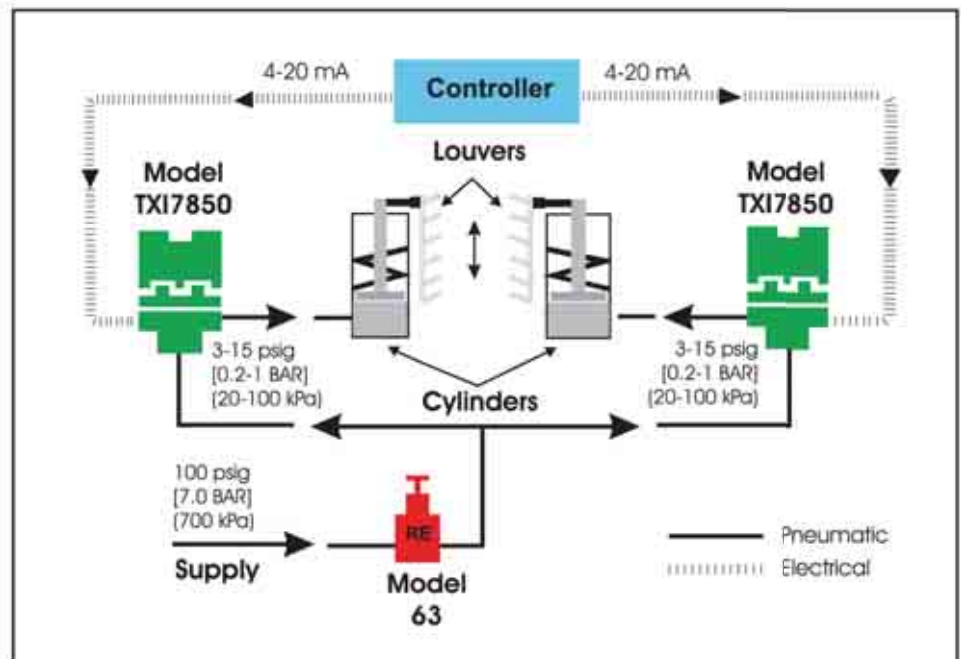 4-20 mA
Controller
4-20 mA
Louvers
Model
TXI7850
Model
TXI7850
3-15 psig
[0.2-1 BAR]
(20-100 kPa)
3-15 psig
[0.2-1 BAR]
(20-100 kPa)
Cylinders
100 psig
[7.0 BAR]
(700 kPa)
Supply
RE
Model
63
Pneumatic
Electrical